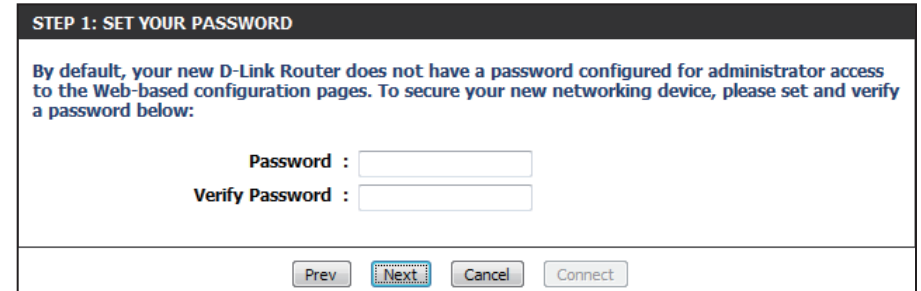 STEP 1: SET YOUR PASSWORD
By default, your new D-Link Router does not have a password configured for administrator access
to the Web-based configuration pages. To secure your new networking device, please set and verify
a password below:
Password :
Verify Password :
Prev Next Cancel Connect